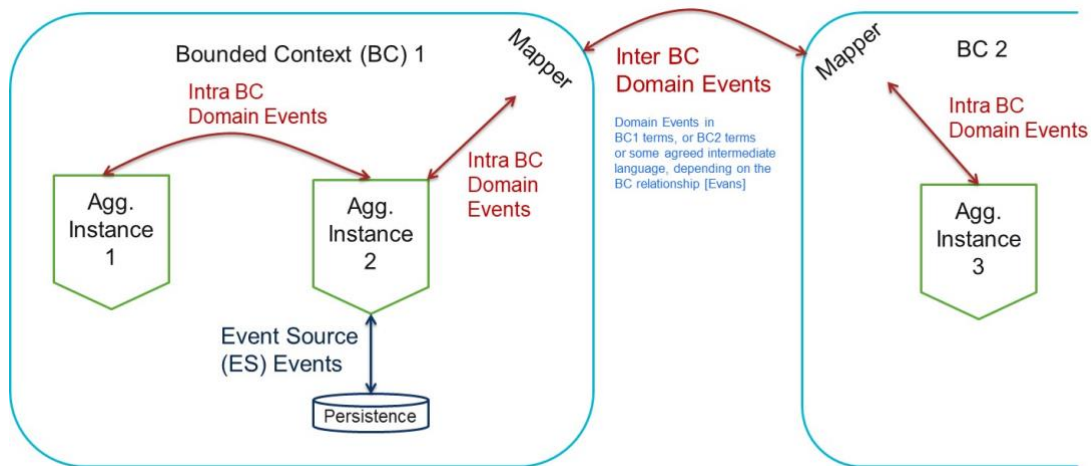 Bounded Context (BC) 1
Mapper
Intra BC
Domain Events
Intra BC
Domain
Events
Agg.
Instance
1
Agg.
Instance
2
Event Source
(ES) Events
Persistence
Inter BC
Domain Events
Domain Events in
BC1 terms, or BC2 terms
or some agreed intermediate
language, depending on the
BC relationship [Evans]
BC 2
Mapper
Intra BC
Domain Events
Agg.
Instance
3